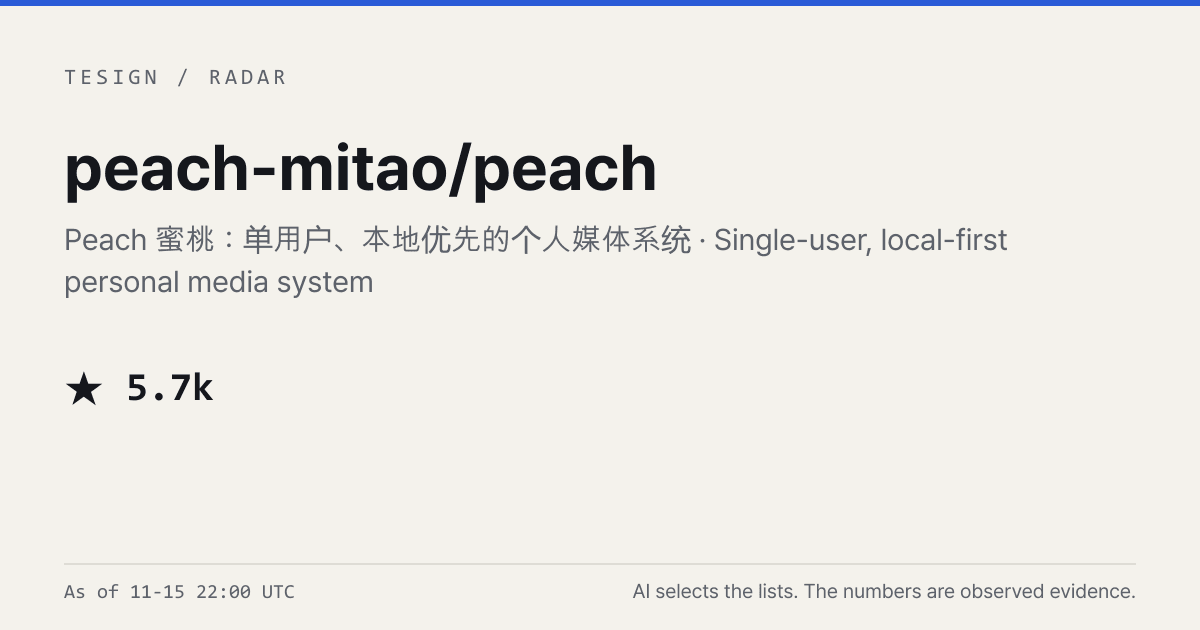 TESIGN / RADAR
peach-mitao/peach
Peach 蜜桃：单用户、本地优先的个人媒体系统 · Single-user, local-first
personal media system
★ 5.7k
As of 11-15 22:00 UTC
AI selects the lists. The numbers are observed evidence.